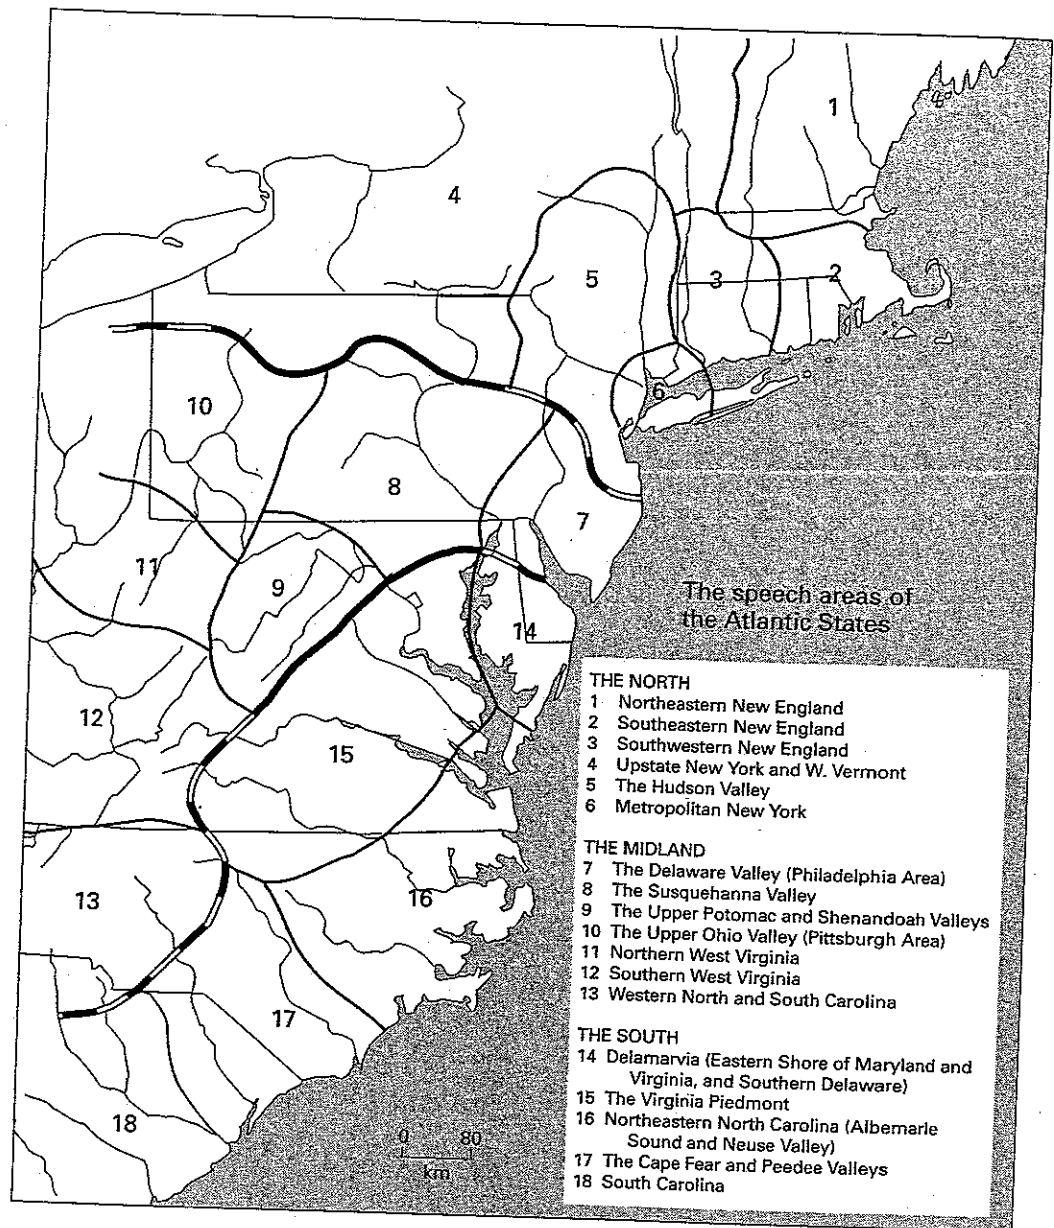 1
4
5
3
2
6
10
8
7
11
9
The speech areas of
the Atlantic States
14
12
15
13
16
17
18
0 80
km
THE NORTH
1 Northeastern New England
2 Southeastern New England
3 Southwestern New England
4 Upstate New York and W. Vermont
5 The Hudson Valley
6 Metropolitan New York
THE MIDLAND
7 The Delaware Valley (Philadelphia Area)
8 The Susquehanna Valley
9 The Upper Potomac and Shenandoah Valleys
10 The Upper Ohio Valley (Pittsburgh Area)
11 Northern West Virginia
12 Southern West Virginia
13 Western North and South Carolina
THE SOUTH
14 Delamarvia (Eastern Shore of Maryland and
Virginia, and Southern Delaware)
15 The Virginia Piedmont
16 Northeastern North Carolina (Albemarle
Sound and Neuse Valley)
17 The Cape Fear and Peedee Valleys
18 South Carolina